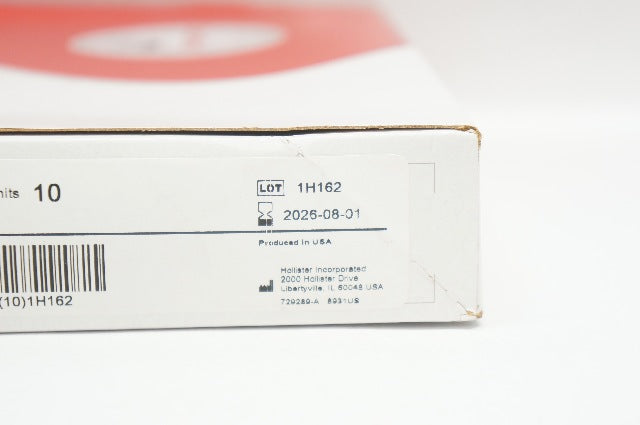 nits 10
LOT 1H162
2026-08-01
Produced in USA
(10)1H162
Hollister Incorporated
2000 Hollister Drive
Libertyville, IL 60048 USA
729289-A 8931US